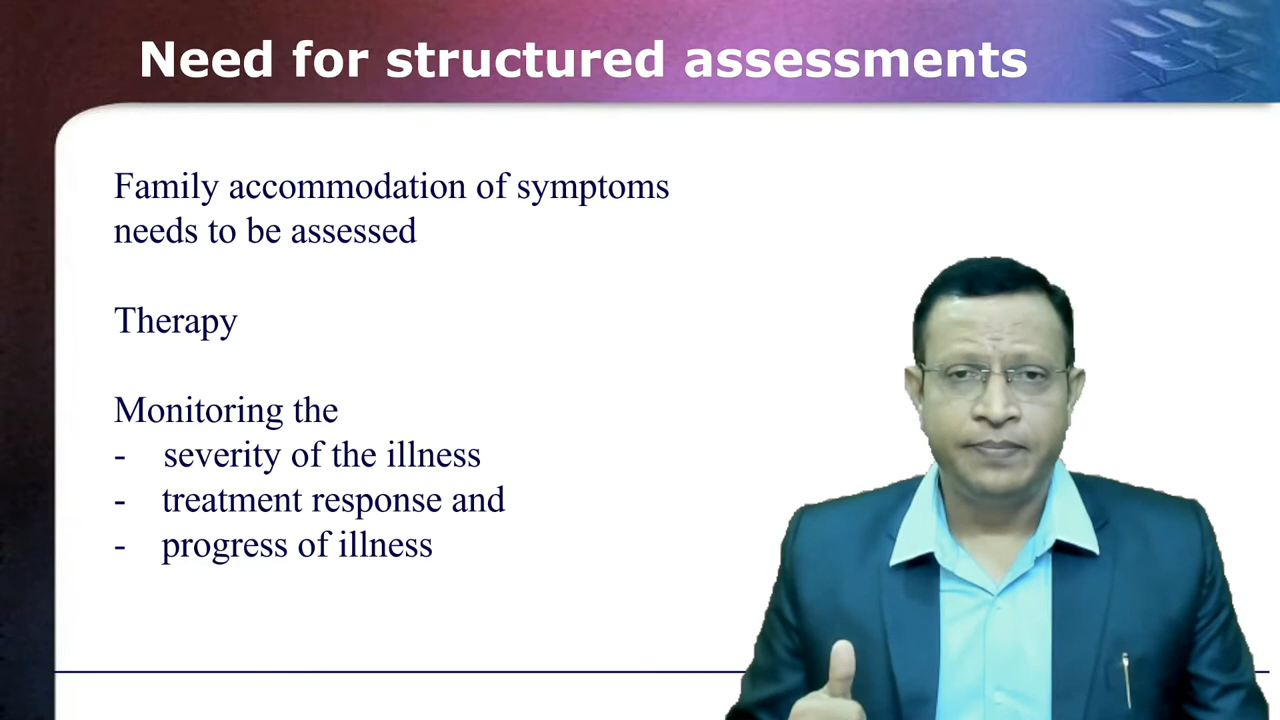 Need for structured assessments
Family accommodation of symptoms
needs to be assessed
Therapy
Monitoring the
- severity of the illness
- treatment response and
- progress of illness